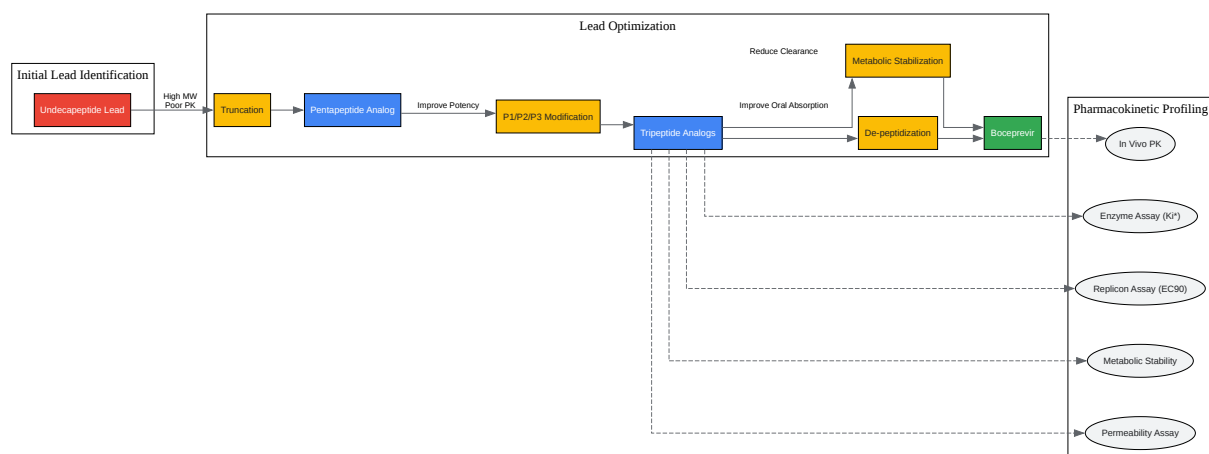 Lead Optimization
Initial Lead Identification
Undecapeptide Lead
High MW
Poor PK
Truncation
Pentapeptide Analog
Improve Potency
P1/P2/P3 Modification
Tripeptide Analogs
Reduce Clearance
Improve Oral Absorption
Metabolic Stabilization
De-peptidization
Boceprevir
Pharmacokinetic Profiling
In Vivo PK
Enzyme Assay (Ki*)
Replicon Assay (EC90)
Metabolic Stability
Permeability Assay